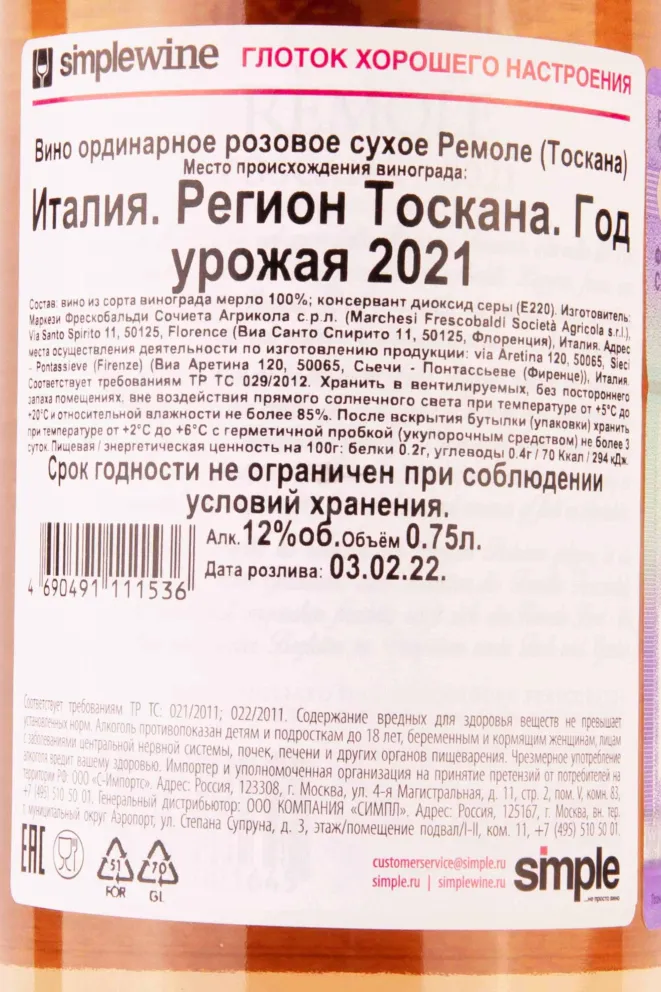 simplewine ГЛОТОК ХОРОШЕГО НАСТРОЕНИЯ
Вино ординарное розовое сухое Ремоле (Тоскана)
Место происхождения винограда:
Италия. Регион Тоскана. Год
урожая 2021
Состав: вино из сорта винограда мерло 100%; консервант диоксид серы (E220). Изготовитель:
Маркези Фрескобальди Сочиета Агрикола с.р.л. (Marchesi Frescobaldi Società Agricola s.r.l.),
Via Santo Spirito 11, 50125, Florence (Виа Санто Спирито 11, 50125, Флоренция), Италия. Адрес
места осуществления деятельности по изготовлению продукции: via Aretina 120, 50065, Sieci
- Pontassieve (Firenze) (Виа Аретина 120, 50065, Сьечи - Понтассьеве (Фиренце)), Италия.
Соответствует требованиям ТР ТС 029/2012. Хранить в вентилируемых, без постороннего
запаха помещениях, вне воздействия прямого солнечного света при температуре от +5°C до
+20°C и относительной влажности не более 85%. После вскрытия бутылки (упаковки) хранить
при температуре от +2°C до +6°C с герметичной пробкой (укупорочным средством) не более 3
суток. Пищевая / энергетическая ценность на 100г: белки 0.2г, углеводы 0.4г / 70 Ккал / 294 кДж.
Срок годности не ограничен при соблюдении
условий хранения.
Алк. 12%об. Объём 0.75л.
Дата розлива: 03.02.22.
4 690491 111536
Соответствует требованиям ТР ТС: 021/2011; 022/2011. Содержание вредных для здоровья веществ не превышает
установленных норм. Алкоголь противопоказан детям и подросткам до 18 лет, беременным и кормящим женщинам, лицам
с заболеваниями центральной нервной системы, почек, печени и других органов пищеварения. Чрезмерное употребление
алкоголя вредит вашему здоровью. Импортер и уполномоченная организация на принятие претензий от потребителей на
территории РФ: ООО «С-Импортс». Адрес: Россия, 123308, г. Москва, ул. 4-я Магистральная, д. 11, стр. 2, пом. V, комн. 83,
+7 (495) 510 50 01. Генеральный дистрибьютор: ООО КОМПАНИЯ «СИМПЛ». Адрес: Россия, 125167, г. Москва, вн. тер.
г. муниципальный округ Аэропорт, ул. Степана Супруна, д. 3, этаж/помещение подвал/I-II, ком. 11, +7 (495) 510 50 01.
EAC
51
FOR
70
GL
customerservice@simple.ru
simple.ru | simplewine.ru
simple
...не просто вино